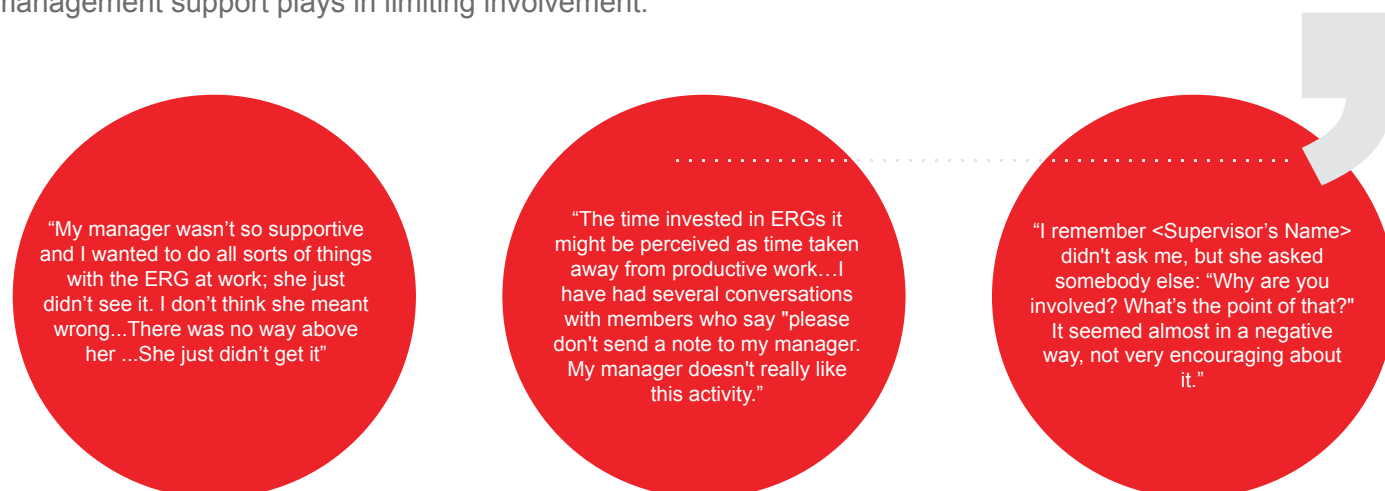 management support plays in limiting involvement.
“My manager wasn’t so supportive
and I wanted to do all sorts of things
with the ERG at work; she just
didn’t see it. I don’t think she meant
wrong...There was no way above
her ...She just didn’t get it”
“The time invested in ERGs it
might be perceived as time taken
away from productive work…I
have had several conversations
with members who say "please
don't send a note to my manager.
My manager doesn't really like
this activity.”
“I remember <Supervisor’s Name>
didn't ask me, but she asked
somebody else: “Why are you
involved? What’s the point of that?"
It seemed almost in a negative
way, not very encouraging about
it.”